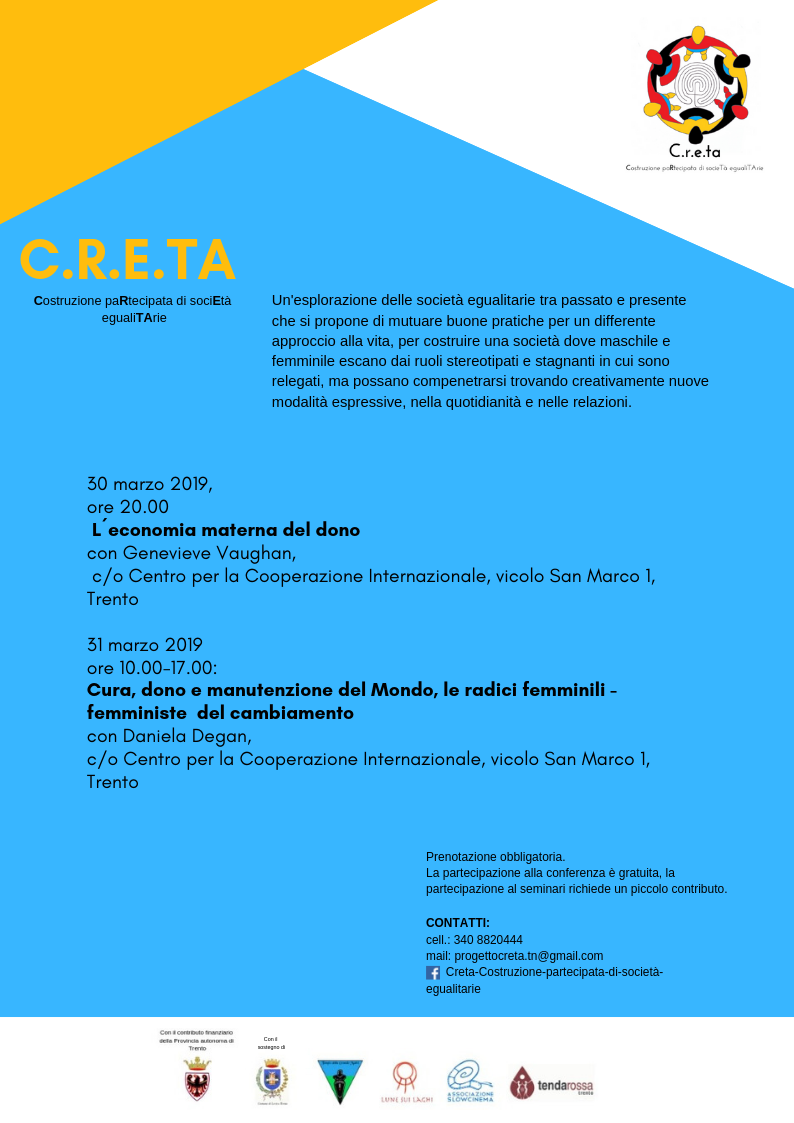 C.r.e.ta
Costruzione paRtecipata di socieTà egualiTArie
C.R.E.TA
Costruzione paRtecipata di sociEtà
egualiTArie
Un'esplorazione delle società egualitarie tra passato e presente
che si propone di mutuare buone pratiche per un differente
approccio alla vita, per costruire una società dove maschile e
femminile escano dai ruoli stereotipati e stagnanti in cui sono
relegati, ma possano compenetrarsi trovando creativamente nuove
modalità espressive, nella quotidianità e nelle relazioni.
30 marzo 2019,
ore 20.00
L´economia materna del dono
con Genevieve Vaughan,
c/o Centro per la Cooperazione Internazionale, vicolo San Marco 1,
Trento
31 marzo 2019
ore 10.00-17.00:
Cura, dono e manutenzione del Mondo, le radici femminili -
femministe del cambiamento
con Daniela Degan,
c/o Centro per la Cooperazione Internazionale, vicolo San Marco 1,
Trento
Prenotazione obbligatoria.
La partecipazione alla conferenza è gratuita, la
partecipazione al seminari richiede un piccolo contributo.
CONTATTI:
cell.: 340 8820444
mail: progettocreta.tn@gmail.com
Creta-Costruzione-partecipata-di-società-
egualitarie
Con il contributo finanziario
della Provincia autonoma di
Trento
Con il
sostegno di
LUNE SUI LAGHI
ASSOCIAZIONE
SLOWCINEMA
tendarossa
trento